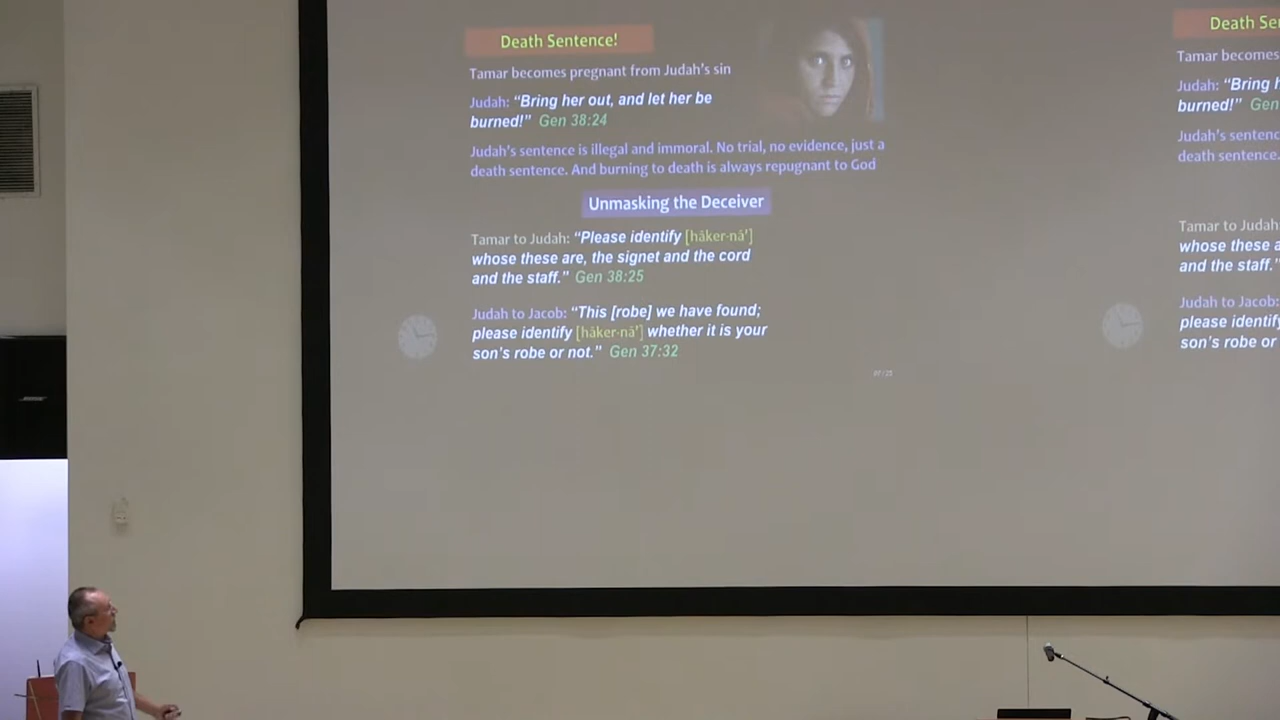 Death Sentence!
Tamar becomes pregnant from Judah's sin
Judah: “Bring her out, and let her be
burned!” Gen 38:24
Judah's sentence is illegal and immoral. No trial, no evidence, just a
death sentence. And burning to death is always repugnant to God
Unmasking the Deceiver
Tamar to Judah: “Please identify [hāker-nā’]
whose these are, the signet and the cord
and the staff.” Gen 38:25
Judah to Jacob: “This [robe] we have found;
please identify [hāker-nā’] whether it is your
son's robe or not.” Gen 37:32
Death Se
Tamar becomes
Judah: “Bring h
burned!” Gen
Judah's sentenc
death sentence.
Tamar to Judah
whose these a
and the staff.”
Judah to Jacob:
please identify
son's robe or